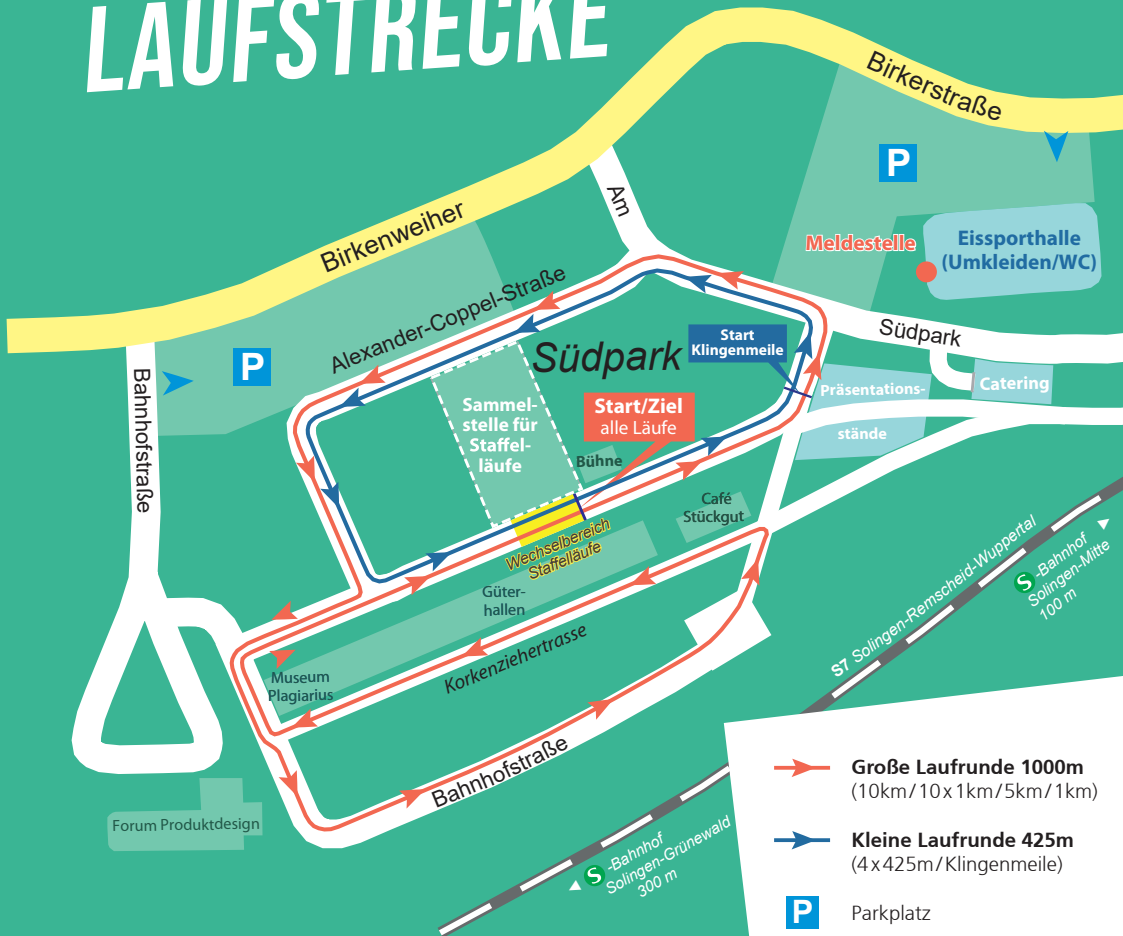 LAUFSTRECKE
Birkerstraße
P
Am
Birkenweiher
Meldestelle
Eissporthalle
(Umkleiden/WC)
Alexander-Coppel-Straße
Südpark
Südpark
Start
Klingenmeile
P
Bahnhofstraße
Präsentations-
stände
Catering
Sammel-
stelle für
Staffel-
läufe
Start/Ziel
alle Läufe
Bühne
Café
Stückgut
Wechselbereich
Staffelläufe
Güter-
hallen
Korkenziehertrasse
Museum
Plagiarius
S7 Solingen-Remscheid-Wuppertal
S-Bahnhof
Solingen-Mitte
100 m
Bahnhofstraße
Forum Produktdesign
S-Bahnhof
Solingen-Grünewald
300 m
Große Laufrunde 1000m
(10km/10x1km/5km/1km)
Kleine Laufrunde 425m
(4x425m/Klingenmeile)
P Parkplatz